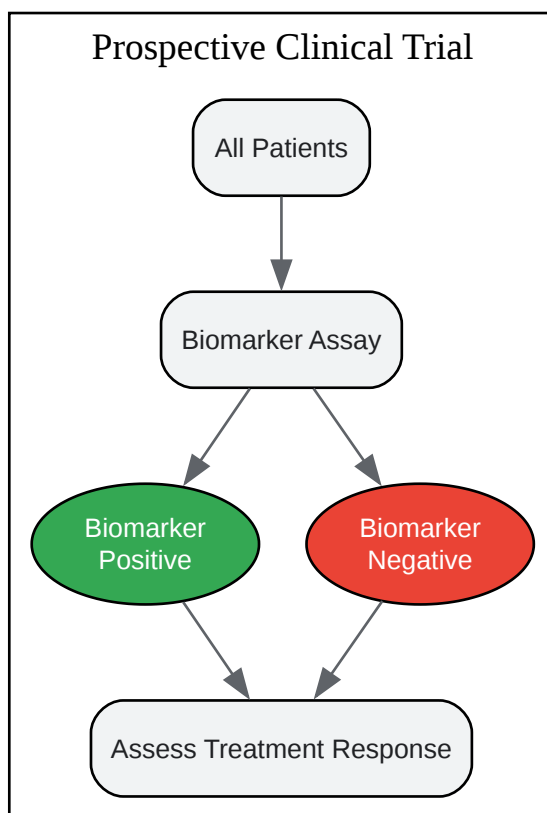 Prospective Clinical Trial
All Patients
Biomarker Assay
Biomarker
Positive
Biomarker
Negative
Assess Treatment Response